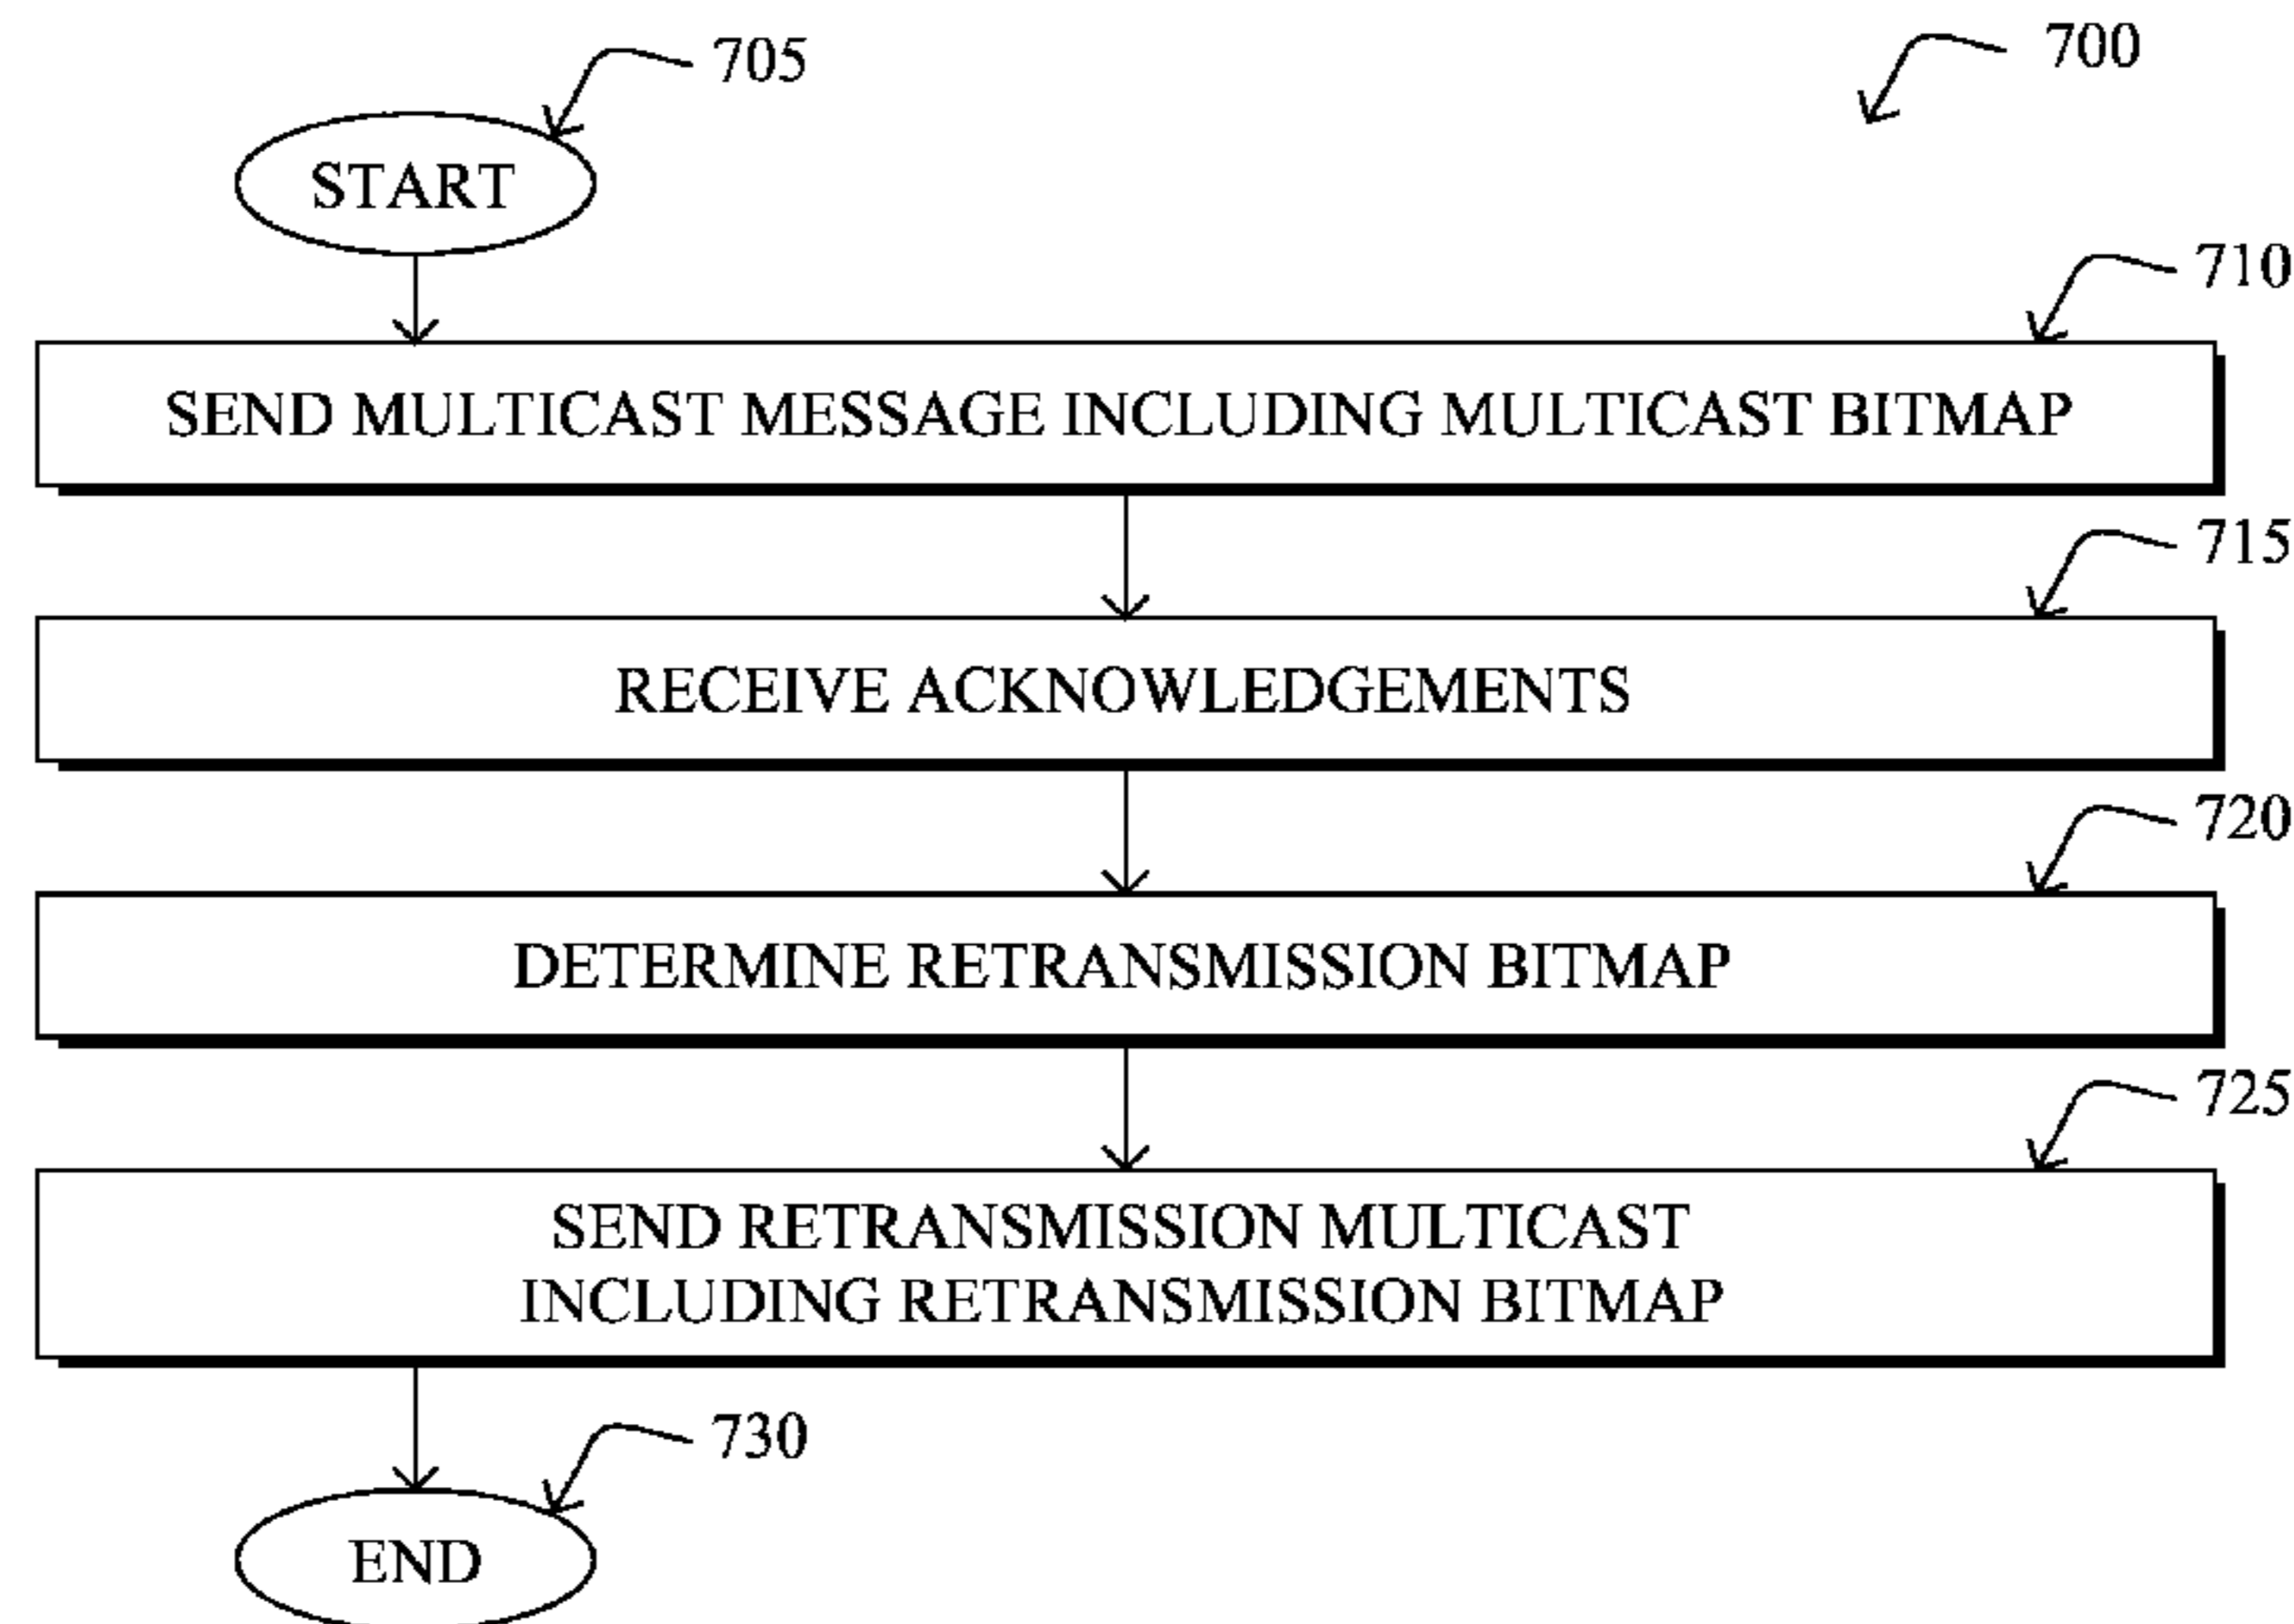 705
700
START
710
SEND MULTICAST MESSAGE INCLUDING MULTICAST BITMAP
715
RECEIVE ACKNOWLEDGEMENTS
720
DETERMINE RETRANSMISSION BITMAP
725
SEND RETRANSMISSION MULTICAST
INCLUDING RETRANSMISSION BITMAP
730
END